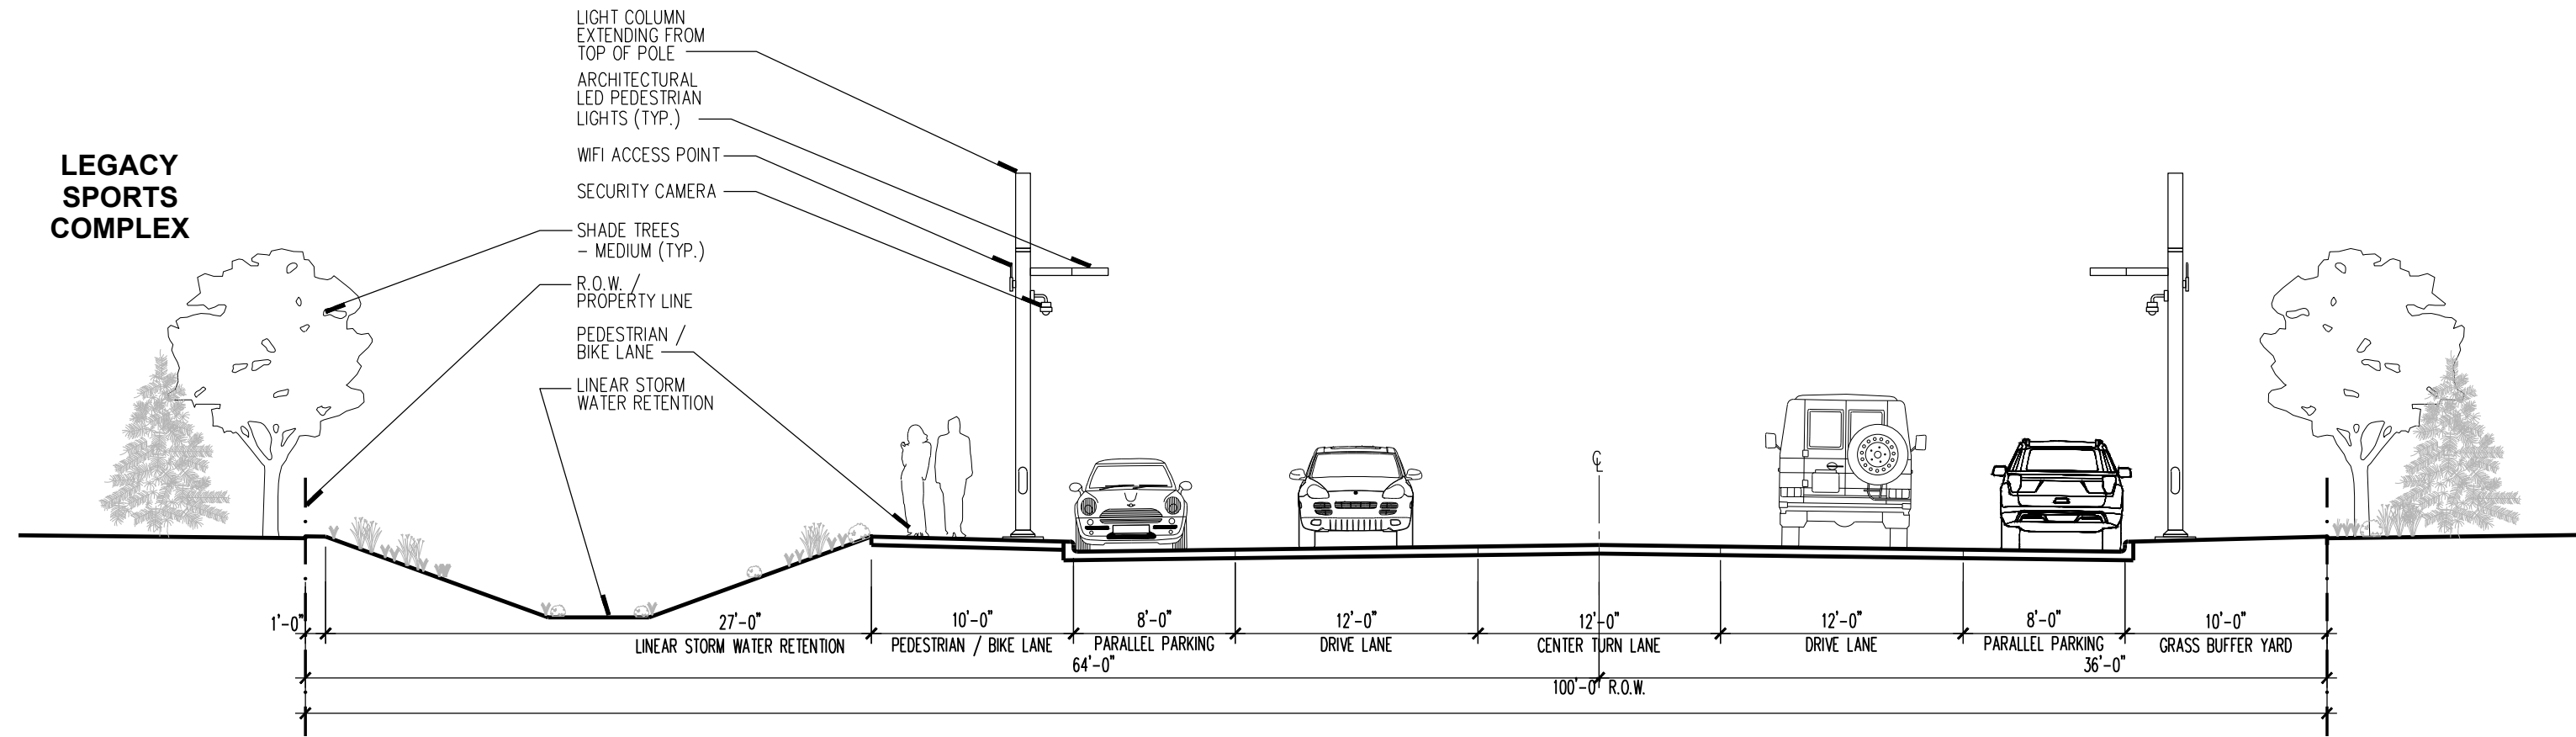 LEGACY
SPORTS
COMPLEX
LIGHT COLUMN
EXTENDING FROM
TOP OF POLE
ARCHITECTURAL
LED PEDESTRIAN
LIGHTS (TYP.)
WIFI ACCESS POINT
SECURITY CAMERA
SHADE TREES
- MEDIUM (TYP.)
R.O.W. /
PROPERTY LINE
PEDESTRIAN /
BIKE LANE
LINEAR STORM
WATER RETENTION
℄
1'-0" 27'-0" 10'-0" 8'-0" 12'-0" 12'-0" 12'-0" 8'-0" 10'-0"
LINEAR STORM WATER RETENTION PEDESTRIAN / BIKE LANE PARALLEL PARKING DRIVE LANE CENTER TURN LANE DRIVE LANE PARALLEL PARKING GRASS BUFFER YARD
64'-0" 36'-0"
100'-0" R.O.W.